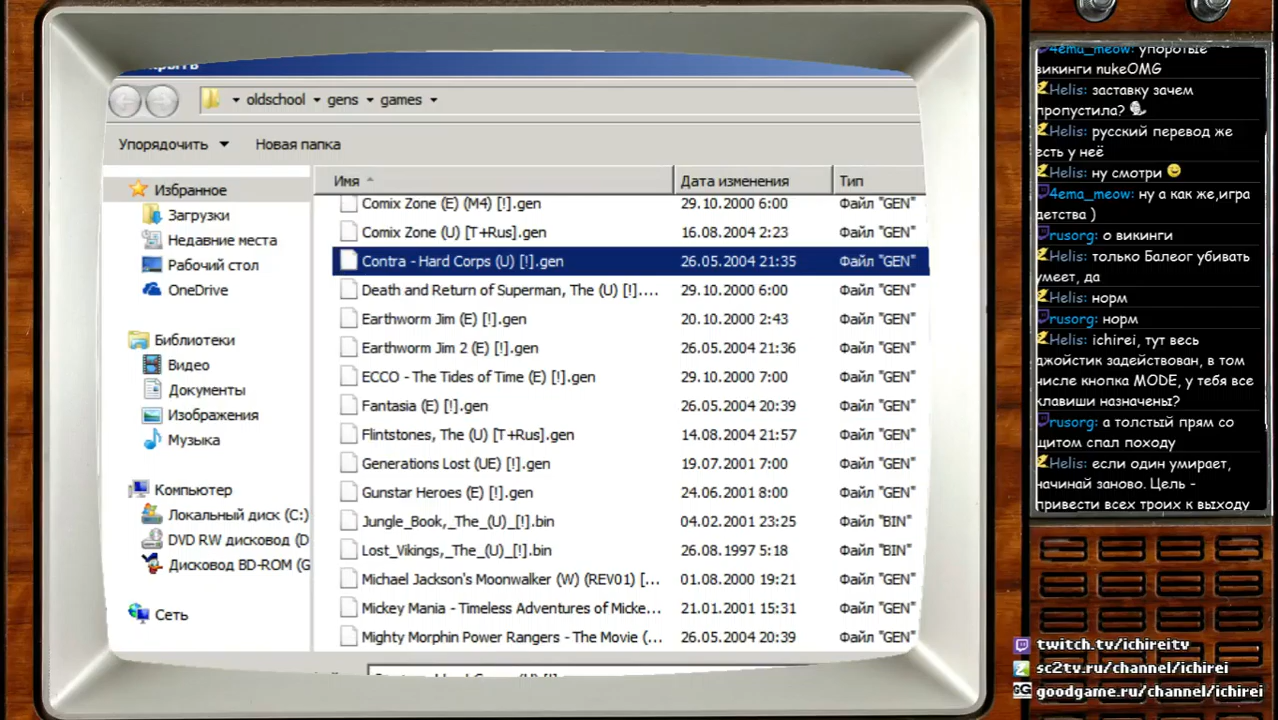 oldschool gens games
Упорядочить Новая папка
Имя Дата изменения Тип
Избранное
Загрузки
Недавние места
Рабочий стол
OneDrive
Библиотеки
Видео
Документы
Изображения
Музыка
Компьютер
Локальный диск (C:)
DVD RW дисковод (D
Дисковод BD-ROM (G
Сеть
Comix Zone (E) (M4) [!].gen 29.10.2000 6:00 Файл "GEN"
Comix Zone (U) [T+Rus].gen 16.08.2004 2:23 Файл "GEN"
Contra - Hard Corps (U) [!].gen 26.05.2004 21:35 Файл "GEN"
Death and Return of Superman, The (U) [!].... 29.10.2000 6:00 Файл "GEN"
Earthworm Jim (E) [!].gen 20.10.2000 2:43 Файл "GEN"
Earthworm Jim 2 (E) [!].gen 26.05.2004 21:36 Файл "GEN"
ECCO - The Tides of Time (E) [!].gen 29.10.2000 7:00 Файл "GEN"
Fantasia (E) [!].gen 26.05.2004 20:39 Файл "GEN"
Flintstones, The (U) [T+Rus].gen 14.08.2004 21:57 Файл "GEN"
Generations Lost (UE) [!].gen 19.07.2001 7:00 Файл "GEN"
Gunstar Heroes (E) [!].gen 24.06.2001 8:00 Файл "GEN"
Jungle_Book,_The_(U)_[!].bin 04.02.2001 23:25 Файл "BIN"
Lost_Vikings,_The_(U)_[!].bin 26.08.1997 5:18 Файл "BIN"
Michael Jackson's Moonwalker (W) (REV01) [... 01.08.2000 19:21 Файл "GEN"
Mickey Mania - Timeless Adventures of Micke... 21.01.2001 15:31 Файл "GEN"
Mighty Morphin Power Rangers - The Movie (... 26.05.2004 20:39 Файл "GEN"
4ema_meow: упоротые
викинги nukeOMG
Helis: заставку зачем
пропустила?
Helis: русский перевод же
есть у неё
Helis: ну смотри
4ema_meow: ну а как же,игра
детства )
rusorg: о викинги
Helis: только Балеог убивать
умеет, да
Helis: норм
rusorg: норм
Helis: ichirei, тут весь
джойстик задействован, в том
числе кнопка MODE, у тебя все
клавиши назначены?
rusorg: а толстый прям со
щитом спал походу
Helis: если один умирает,
начинай заново. Цель -
привести всех троих к выходу
twitch.tv/ichireitv
sc2tv.ru/channel/ichirei
GG goodgame.ru/channel/ichirei